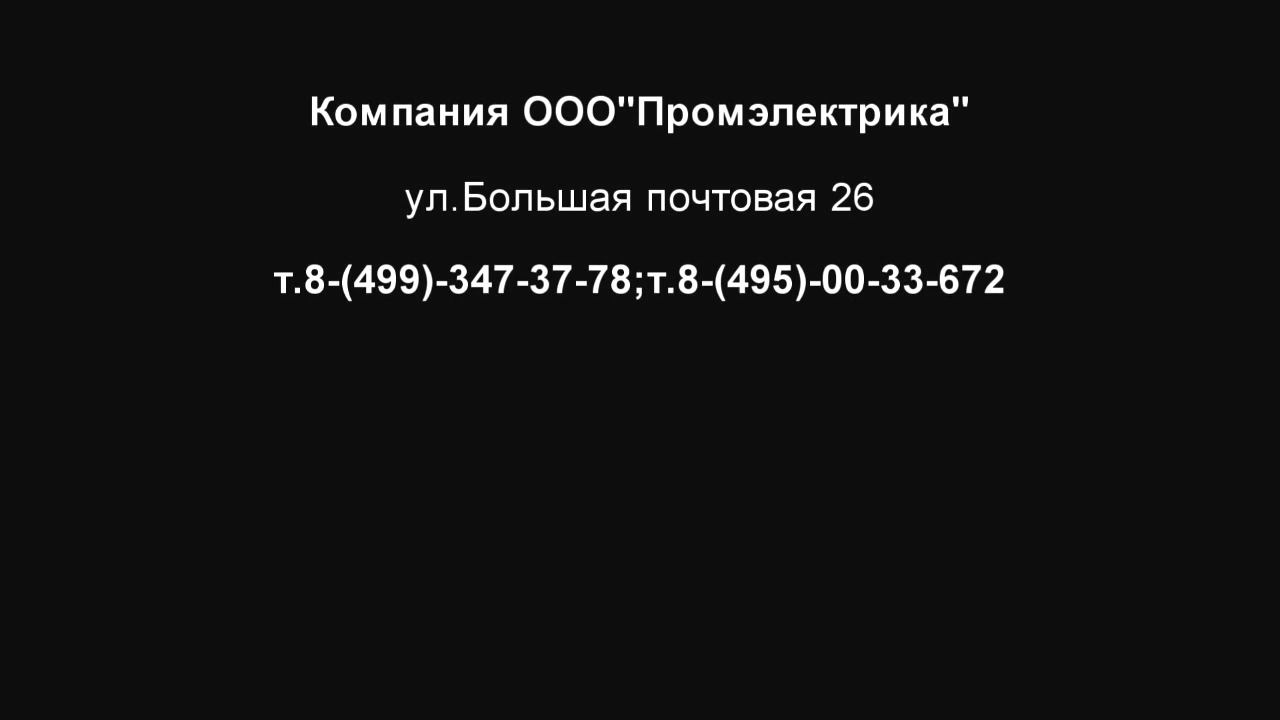 Компания ООО"Промэлектрика"
ул.Большая почтовая 26
т.8-(499)-347-37-78;т.8-(495)-00-33-672